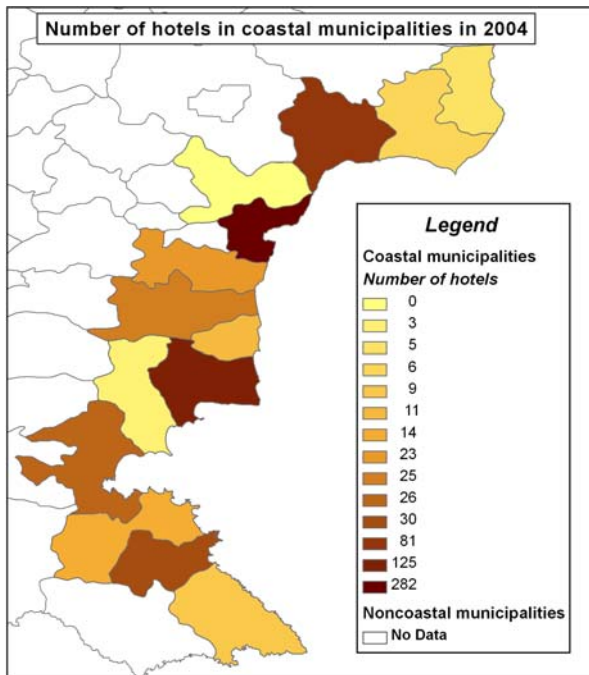 Number of hotels in coastal municipalities in 2004
Legend
Coastal municipalities
Number of hotels
0
3
5
6
9
11
14
23
25
26
30
81
125
282
Noncoastal municipalities
No Data